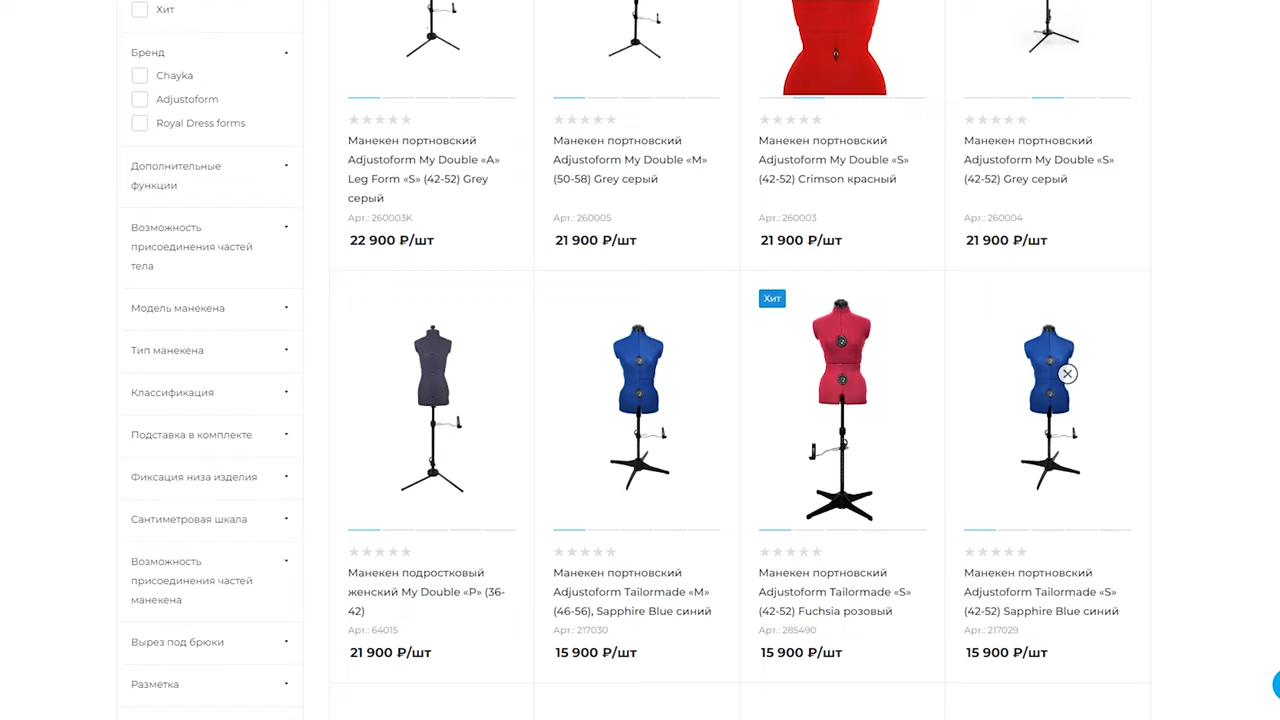 Хит
Бренд
Chayka
Adjustoform
Royal Dress forms
Дополнительные
функции
Возможность
присоединения частей
тела
Модель манекена
Тип манекена
Классификация
Подставка в комплекте
Фиксация низа изделия
Сантиметровая шкала
Возможность
присоединения частей
манекена
Вырез под брюки
Разметка
Манекен портновский
Adjustoform My Double «A»
Leg Form «S» (42-52) Grey
серый
Арт.: 260003K
22 900 ₽/шт
Манекен портновский
Adjustoform My Double «M»
(50-58) Grey серый
Арт.: 260005
21 900 ₽/шт
Манекен портновский
Adjustoform My Double «S»
(42-52) Crimson красный
Арт.: 260003
21 900 ₽/шт
Манекен портновский
Adjustoform My Double «S»
(42-52) Grey серый
Арт.: 260004
21 900 ₽/шт
Манекен подростковый
женский My Double «P» (36-
42)
Арт.: 64015
21 900 ₽/шт
Манекен портновский
Adjustoform Tailormade «M»
(46-56), Sapphire Blue синий
Арт.: 217030
15 900 ₽/шт
Хит
Манекен портновский
Adjustoform Tailormade «S»
(42-52) Fuchsia розовый
Арт.: 285490
15 900 ₽/шт
Манекен портновский
Adjustoform Tailormade «S»
(42-52) Sapphire Blue синий
Арт.: 217029
15 900 ₽/шт